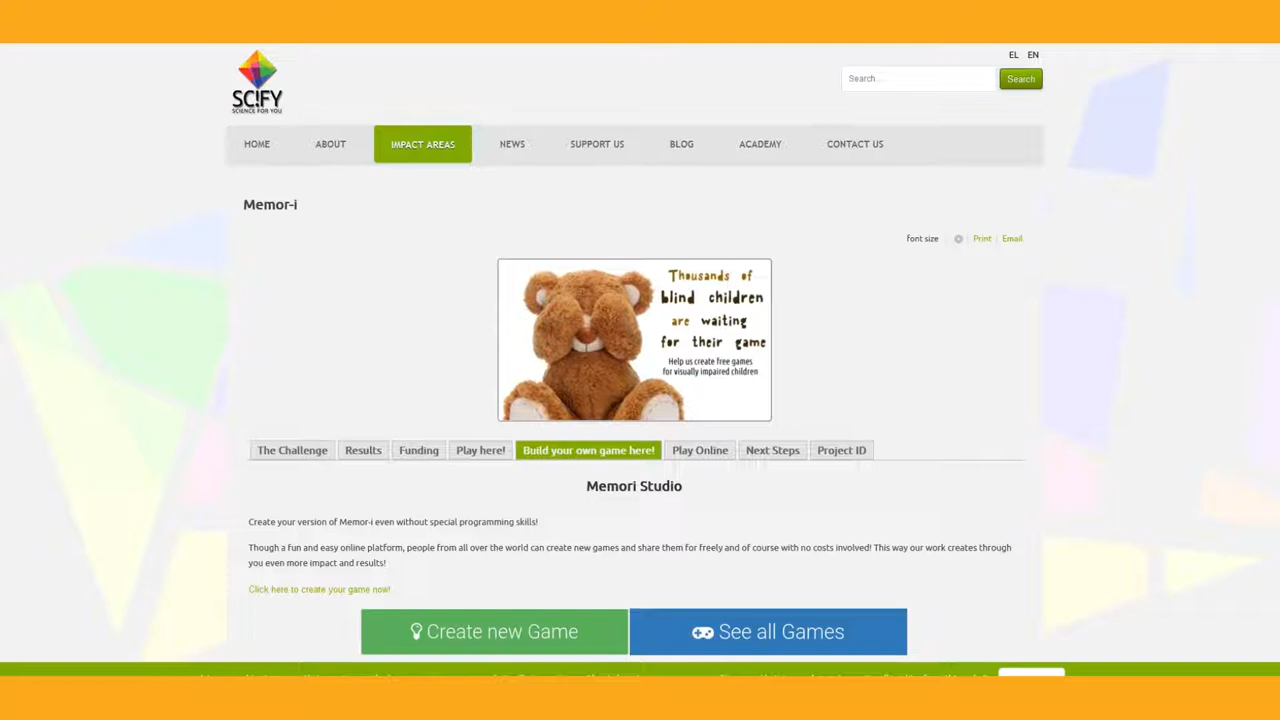 EL EN
Search ...
Search
SC!FY
SCIENCE FOR YOU
HOME ABOUT IMPACT AREAS NEWS SUPPORT US BLOG ACADEMY CONTACT US
Memor-i
font size Print Email
Thousands of
blind children
are waiting
for their game
Help us create free games
for visually impaired children
The Challenge Results Funding Play here! Build your own game here! Play Online Next Steps Project ID
Memori Studio
Create your version of Memor-i even without special programming skills!
Though a fun and easy online platform, people from all over the world can create new games and share them for freely and of course with no costs involved! This way our work creates through
you even more impact and results!
Click here to create your game now!
Create new Game See all Games